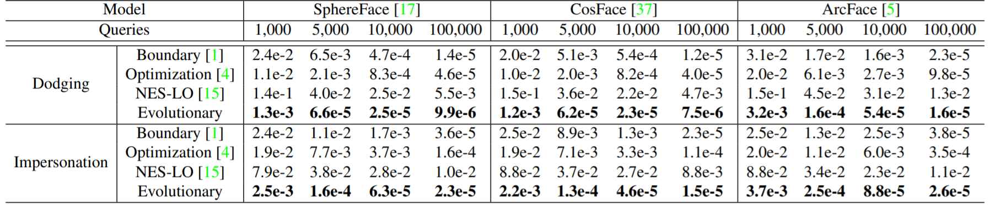 Model SphereFace [17] CosFace [37] ArcFace [5]
Queries 1,000 5,000 10,000 100,000 1,000 5,000 10,000 100,000 1,000 5,000 10,000 100,000
Dodging
Boundary [1] 2.4e-2 6.5e-3 4.7e-4 1.4e-5 2.0e-2 5.1e-3 5.4e-4 1.2e-5 3.1e-2 1.7e-2 1.6e-3 2.3e-5
Optimization [4] 1.1e-2 2.1e-3 8.3e-4 4.6e-5 1.0e-2 2.0e-3 8.2e-4 4.0e-5 2.0e-2 6.1e-3 2.7e-3 9.8e-5
NES-LO [15] 1.4e-1 4.0e-2 2.5e-2 5.5e-3 1.5e-1 3.6e-2 2.2e-2 4.7e-3 1.5e-1 4.5e-2 3.1e-2 1.3e-2
Evolutionary 1.3e-3 6.6e-5 2.5e-5 9.9e-6 1.2e-3 6.2e-5 2.3e-5 7.5e-6 3.2e-3 1.6e-4 5.4e-5 1.6e-5
Impersonation
Boundary [1] 2.4e-2 1.1e-2 1.7e-3 3.6e-5 2.5e-2 8.9e-3 1.3e-3 2.3e-5 2.5e-2 1.3e-2 2.5e-3 3.8e-5
Optimization [4] 1.9e-2 7.7e-3 3.7e-3 1.6e-4 1.9e-2 7.1e-3 3.3e-3 1.1e-4 2.0e-2 1.1e-2 6.0e-3 3.5e-4
NES-LO [15] 7.9e-2 3.8e-2 2.8e-2 1.0e-2 8.8e-2 3.7e-2 2.7e-2 8.8e-3 8.8e-2 3.4e-2 2.3e-2 1.1e-2
Evolutionary 2.5e-3 1.6e-4 6.3e-5 2.3e-5 2.2e-3 1.3e-4 4.6e-5 1.5e-5 3.7e-3 2.5e-4 8.8e-5 2.6e-5